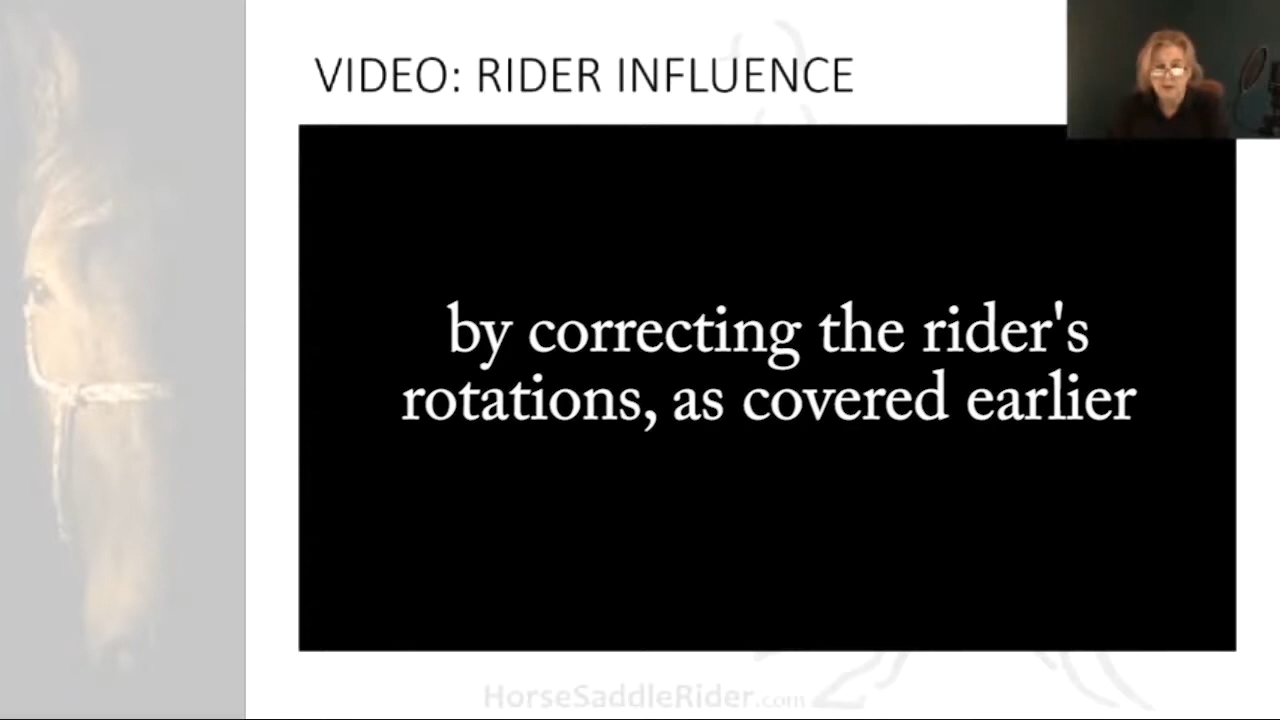 VIDEO: RIDER INFLUENCE
by correcting the rider's
rotations, as covered earlier
HorseSaddleRider.com